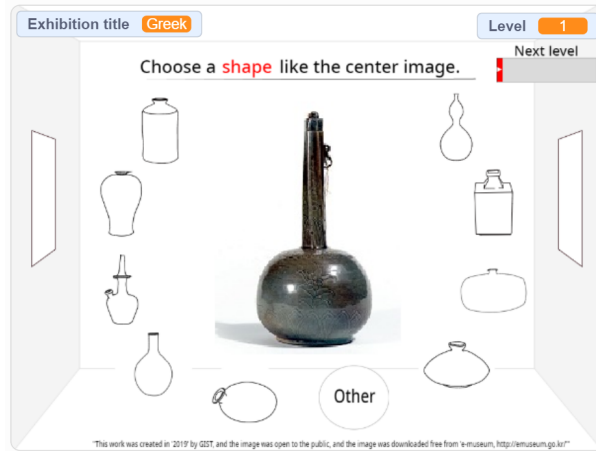 Exhibition title Greek
Level 1
Next level
Choose a shape like the center image.
Other
"This work was created in '2019' by GIST, and the image was open to the public, and the image was downloaded free from 'e-museum, http://emuseum.go.kr/'"